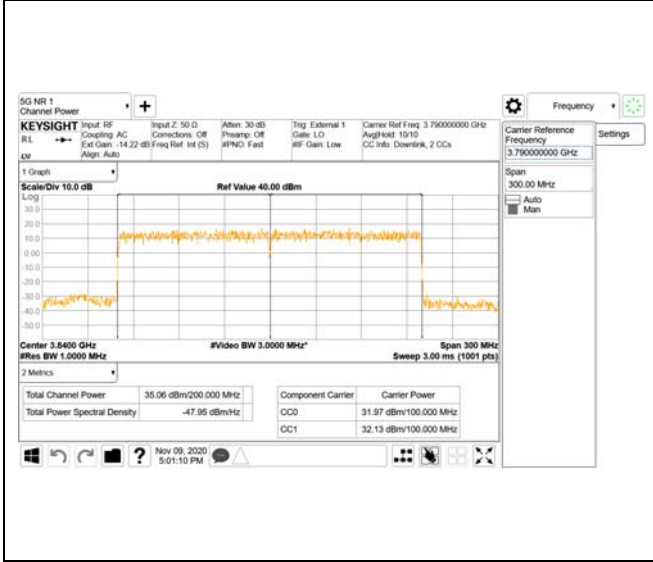 5G NR 1
Channel Power
+
Frequency
KEYSIGHT
Input: RF
Coupling: AC
Ext Gain: -14.22 dB
Align: Auto
Input Z: 50 Ω
Corrections: Off
Freq Ref: Int (S)
Atten: 30 dB
Preamp: Off
#PNO: Fast
Trig: External 1
Gate: LO
#IF Gain: Low
Carrier Ref Freq: 3.790000000 GHz
Avg|Hold: 10/10
CC Info: Downlink, 2 CCs
R L
Carrier Reference
Frequency
3.790000000 GHz
Settings
Span
300.00 MHz
Auto
Man
1 Graph
Scale/Div 10.0 dB
Ref Value 40.00 dBm
Log
30.0
20.0
10.0
0.00
-10.0
-20.0
-30.0
-40.0
-50.0
Center 3.8400 GHz
#Video BW 3.0000 MHz*
Span 300 MHz
#Res BW 1.0000 MHz
Sweep 3.00 ms (1001 pts)
2 Metrics
Total Channel Power 35.06 dBm/200.000 MHz
Total Power Spectral Density -47.95 dBm/Hz
Component Carrier Carrier Power
CC0 31.97 dBm/100.000 MHz
CC1 32.13 dBm/100.000 MHz
?
Nov 09, 2020
5:01:10 PM